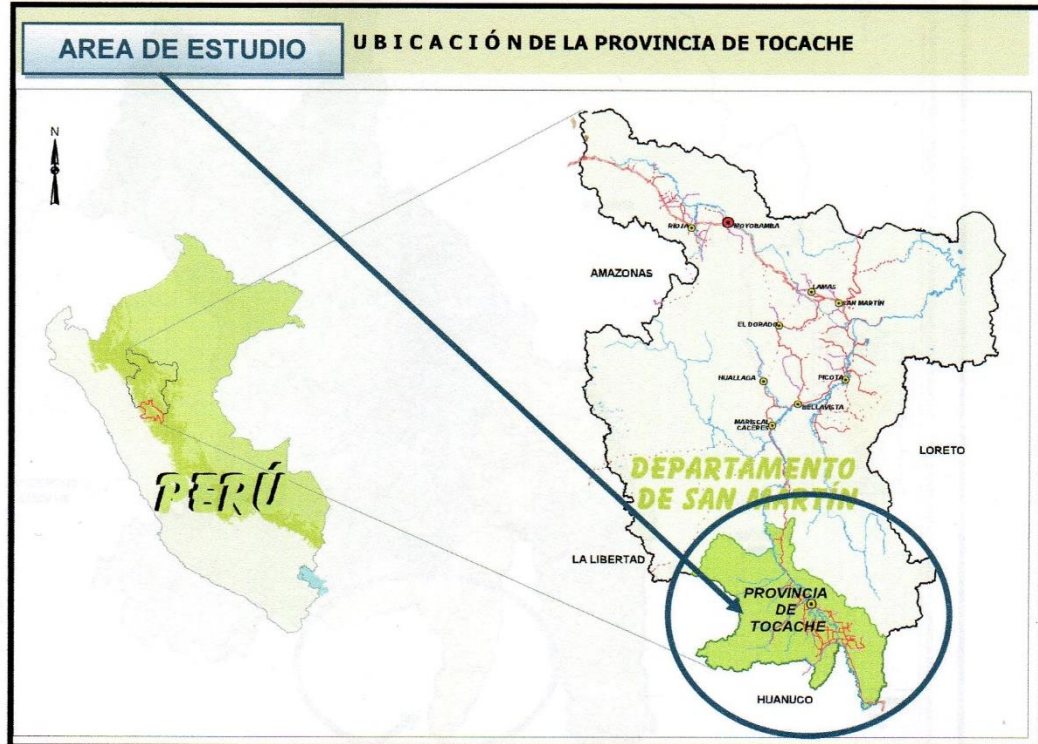 AREA DE ESTUDIO
U B I C A C I Ó N DE LA PROVINCIA DE TOCACHE
N
PERÚ
RIOJA
MOYOBAMBA
AMAZONAS
LAMAS
SAN MARTÍN
EL DORADO
HUALLAGA
PICOTA
BELLAVISTA
MARISCAL
CACERES
LORETO
DEPARTAMENTO
DE SAN MARTÍN
LA LIBERTAD
PROVINCIA
DE
TOCACHE
HUANUCO